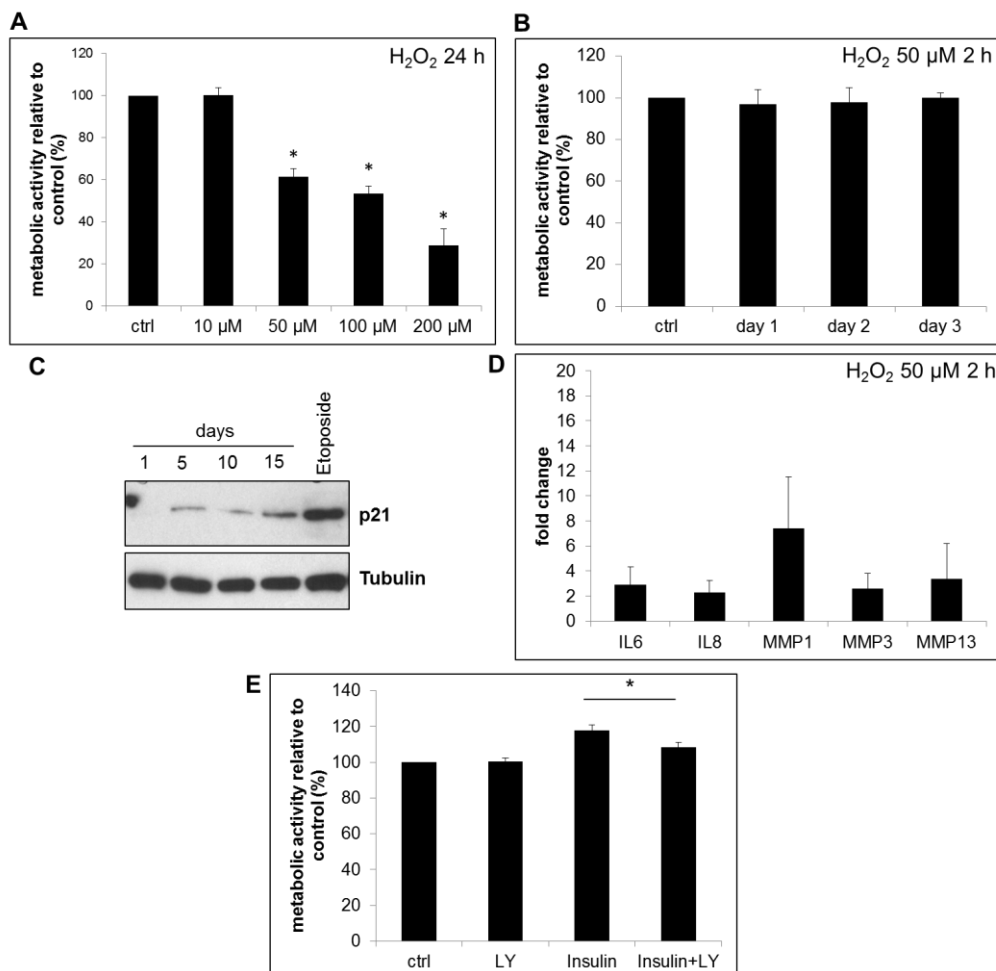 A
H₂O₂ 24 h
metabolic activity relative to
control (%)
120
100
80
60
40
20
0
*
*
*
ctrl
10 µM
50 µM
100 µM
200 µM
B
H₂O₂ 50 µM 2 h
metabolic activity relative to
control (%)
120
100
80
60
40
20
0
ctrl
day 1
day 2
day 3
C
days
1
5
10
15
Etoposide
p21
Tubulin
D
H₂O₂ 50 µM 2 h
fold change
20
18
16
14
12
10
8
6
4
2
0
IL6
IL8
MMP1
MMP3
MMP13
E
metabolic activity relative to
control (%)
140
120
100
80
60
40
20
0
*
ctrl
LY
Insulin
Insulin+LY